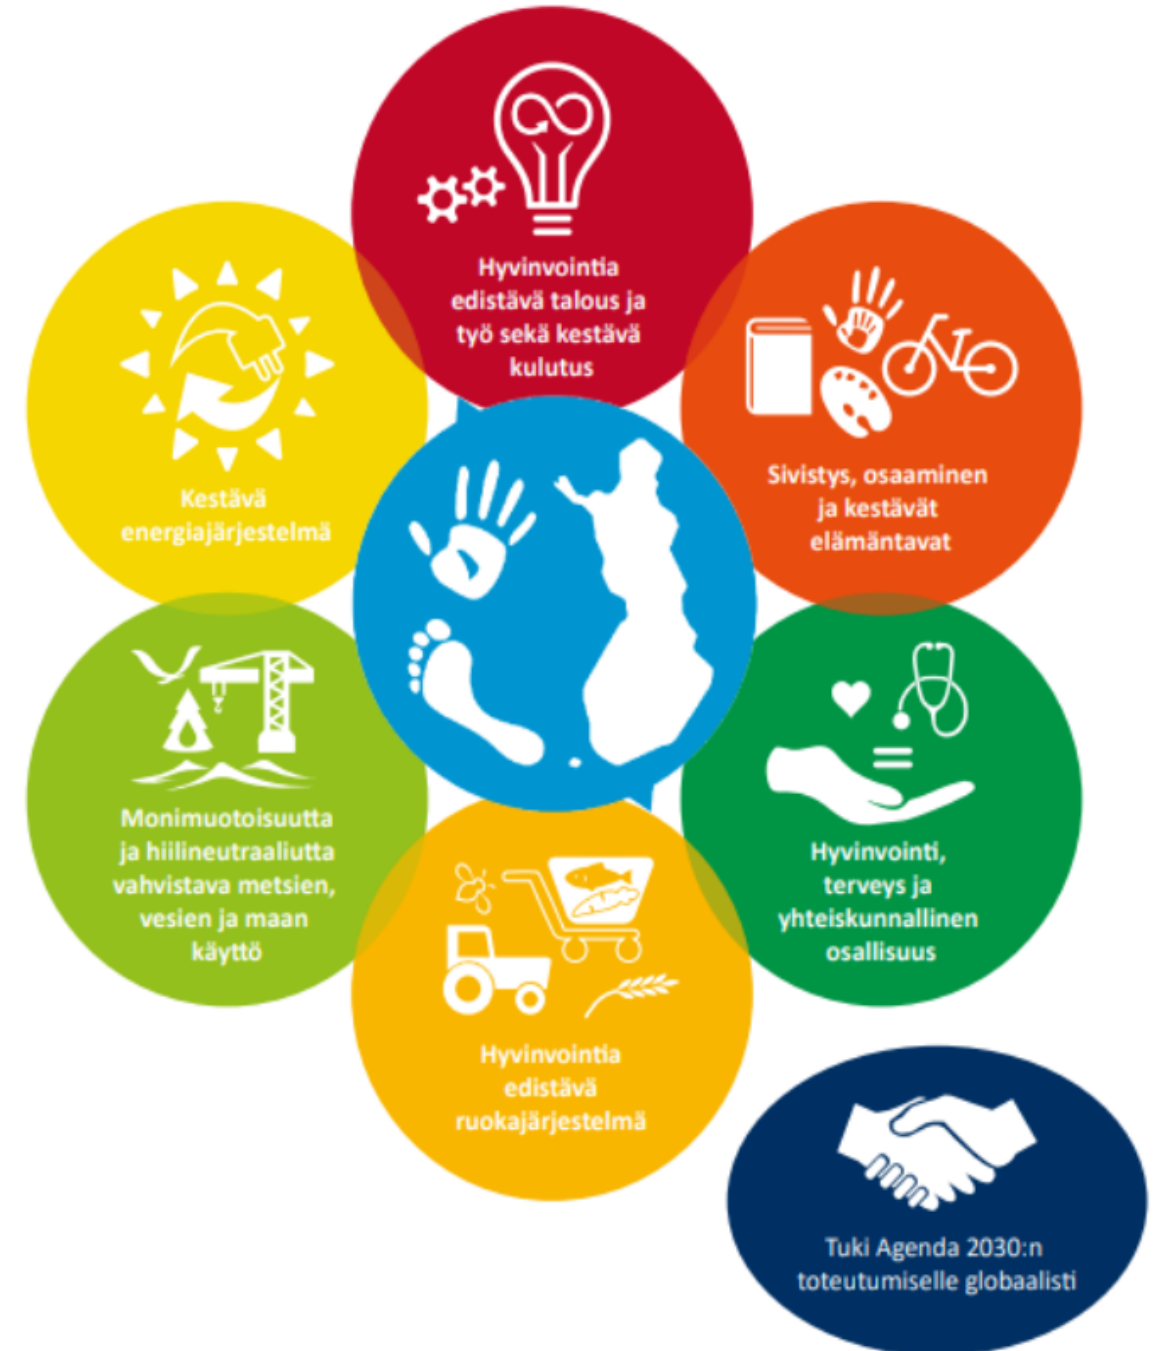 Hyvinvointia
edistävä talous ja
työ sekä kestävä
kulutus
Sivistys, osaaminen
ja kestävät
elämäntavat
Kestävä
energiajärjestelmä
Monimuotoisuutta
ja hiilineutraaliutta
vahvistava metsien,
vesien ja maan
käyttö
Hyvinvointi,
terveys ja
yhteiskunnallinen
osallisuus
Hyvinvointia
edistävä
ruokajärjestelmä
Tuki Agenda 2030:n
toteutumiselle globaalisti